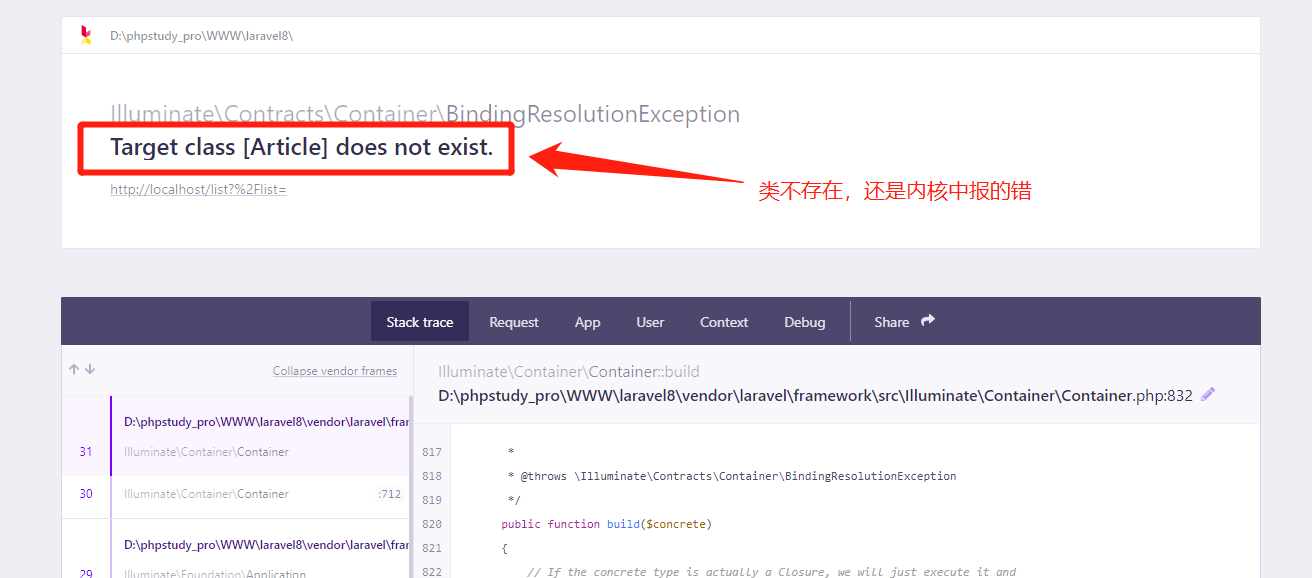 D:\phpstudy_pro\WWW\laravel8\
Illuminate\Contracts\Container\BindingResolutionException
Target class [Article] does not exist.
http://localhost/list?%2Flist=
类不存在，还是内核中报的错
Stack trace
Request
App
User
Context
Debug
Share
Collapse vendor frames
D:\phpstudy_pro\WWW\laravel8\vendor\laravel\frar
31
Illuminate\Container\Container
30
Illuminate\Container\Container
:712
D:\phpstudy_pro\WWW\laravel8\vendor\laravel\frar
29
Illuminate\Foundation\Application
Illuminate\Container\Container::build
D:\phpstudy_pro\WWW\laravel8\vendor\laravel\framework\src\Illuminate\Container\Container.php:832
817 *
818 * @throws \Illuminate\Contracts\Container\BindingResolutionException
819 */
820 public function build($concrete)
821 {
822 // If the concrete type is actually a Closure, we will just execute it and